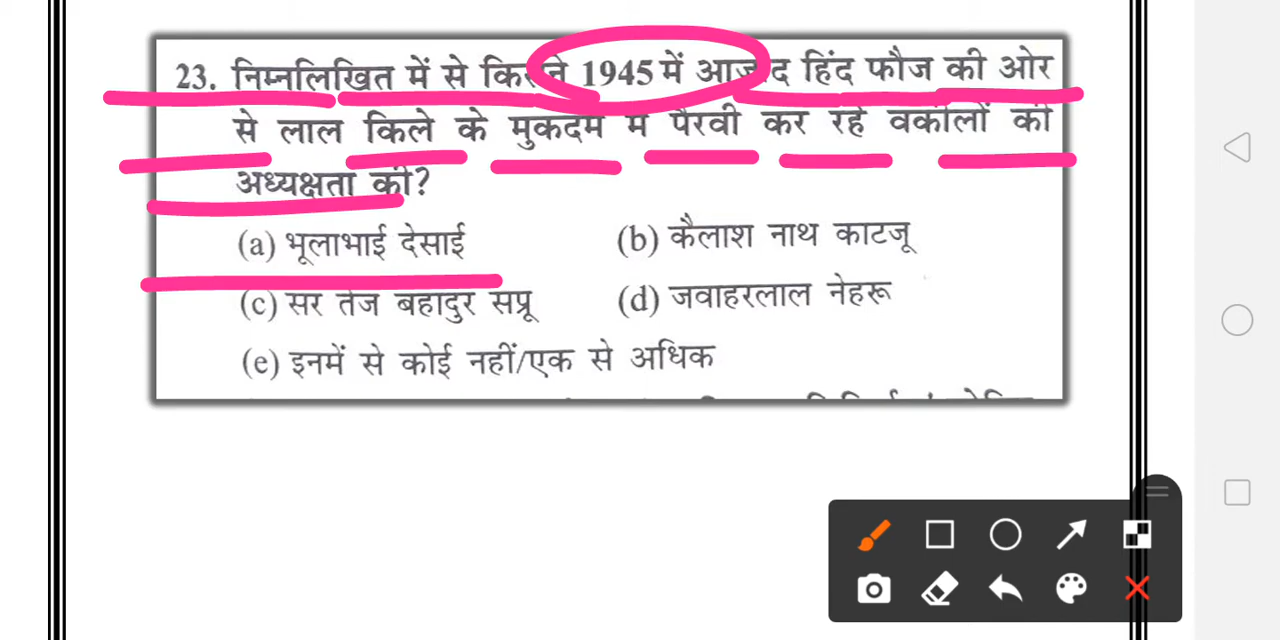 23. निम्नलिखित में से किसने 1945 में आजाद हिंद फौज की ओर
से लाल किले के मुकदमे में पैरवी कर रहे वकीलों की
अध्यक्षता की?
(a) भूलाभाई देसाई (b) कैलाश नाथ काटजू
(c) सर तेज बहादुर सप्रू (d) जवाहरलाल नेहरू
(e) इनमें से कोई नहीं/एक से अधिक